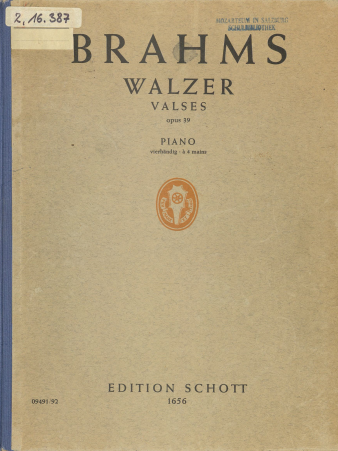 2, 16.387
MOZARTEUM IN SALZBURG
BRAHMS
WALZER
VALSES
opus 39
PIANO
vierhändig · à 4 mains
EDITION SCHOTT
1656
09491/92